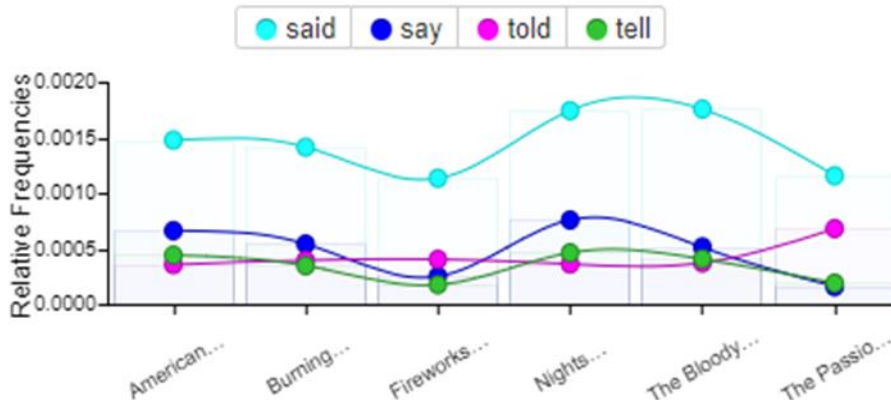 said say told tell
Relative Frequencies
0.0020
0.0015
0.0010
0.0005
0.0000
American...
Burning...
Fireworks...
Nights...
The Bloody...
The Passio...